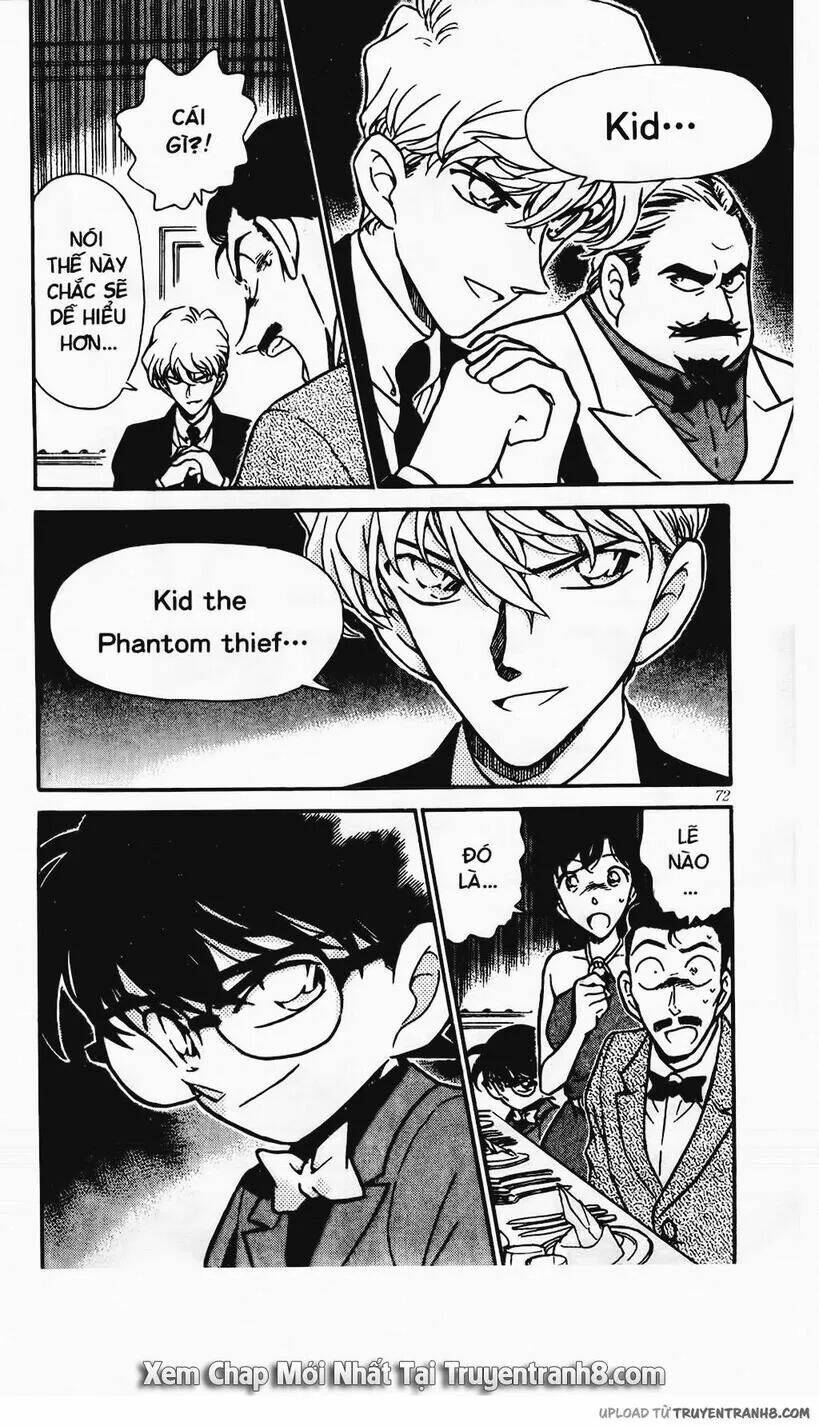 CÁI
GÌ?!
NÓI
THẾ NÀY
CHẮC SẼ
DỄ HIỂU
HƠN...
Kid...
Kid the
Phantom thief...
72
ĐÓ
LÀ...
LẼ
NÀO
...
Xem Chap Mới Nhất Tại Truyentranh8.com
UPLOAD TỪ TRUYENTRANH8.COM